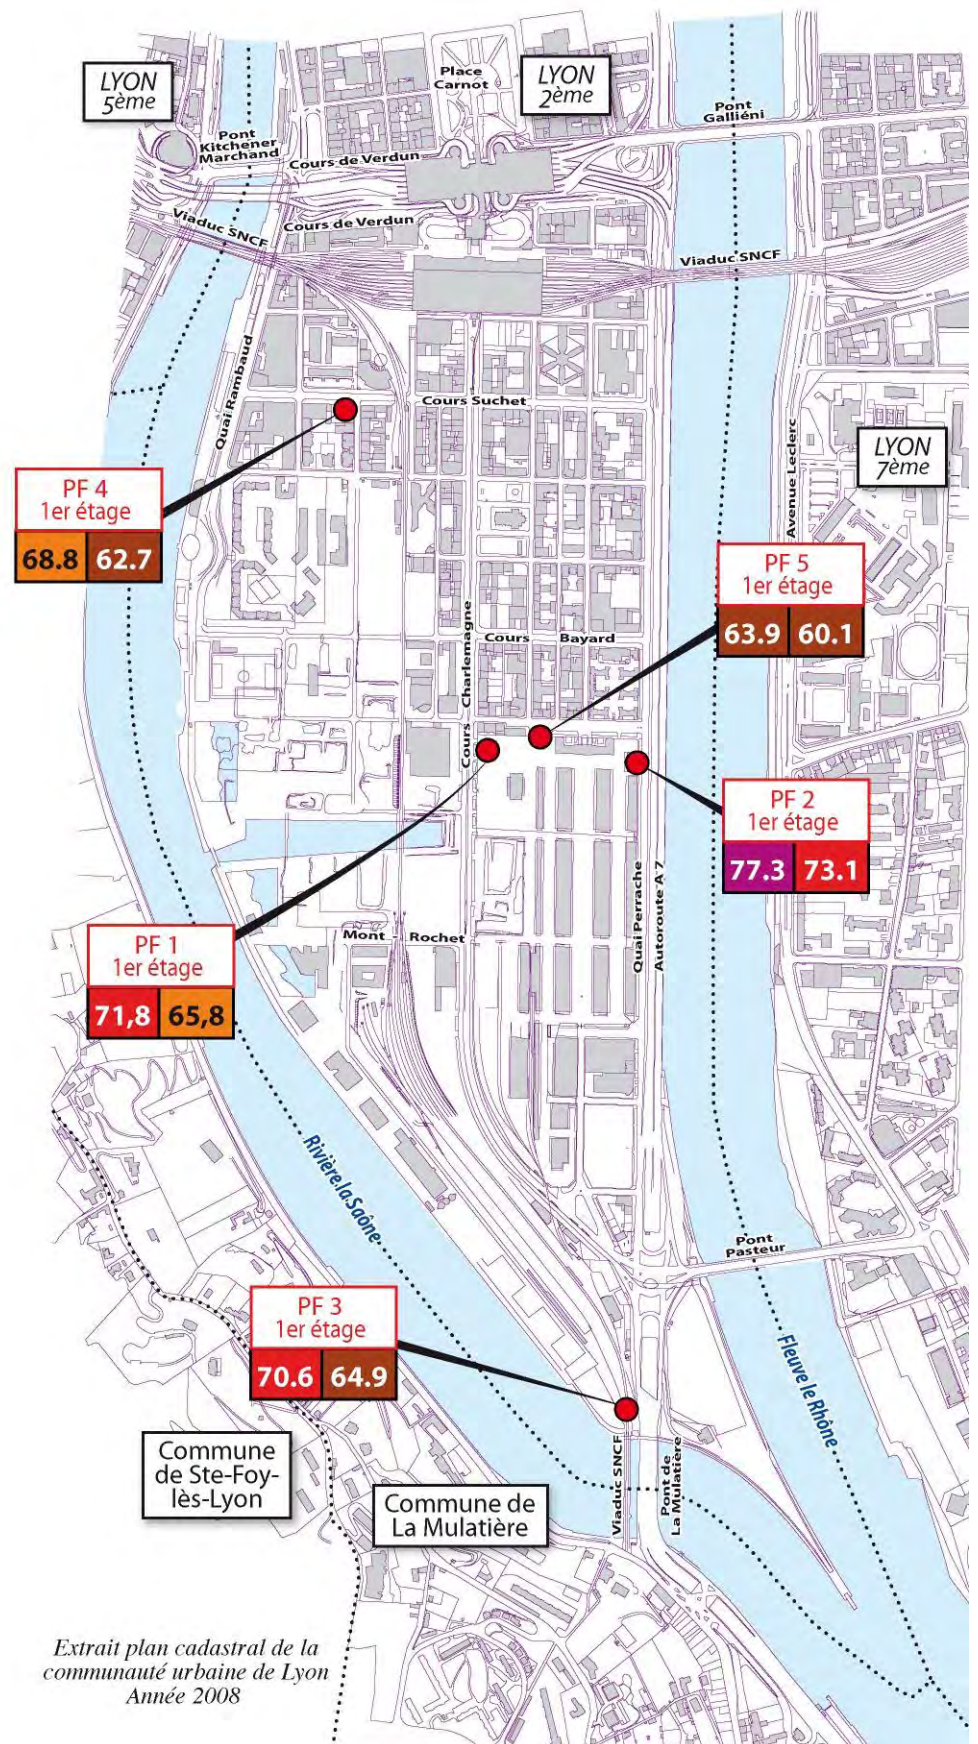 Place
Carnot
LYON
5ème
LYON
2ème
Pont
Galliéni
Pont
Kitchener
Marchand
Cours de Verdun
Viaduc SNCF
Cours de Verdun
Viaduc SNCF
Quai Rambaud
Cours Suchet
Avenue Leclerc
LYON
7ème
PF 4
1er étage
68.8 62.7
PF 5
1er étage
63.9 60.1
Cours Charlemagne
Cours Bayard
PF 2
1er étage
77.3 73.1
Quai Perrache
Autoroute A 7
PF 1
1er étage
71,8 65,8
Mont - Rochet
Rivière la Saône
Pont
Pasteur
PF 3
1er étage
70.6 64.9
Fleuve le Rhône
Viaduc SNCF
Pont de
La Mulatière
Commune
de Ste-Foy-
lès-Lyon
Commune de
La Mulatière
Extrait plan cadastral de la
communauté urbaine de Lyon
Année 2008